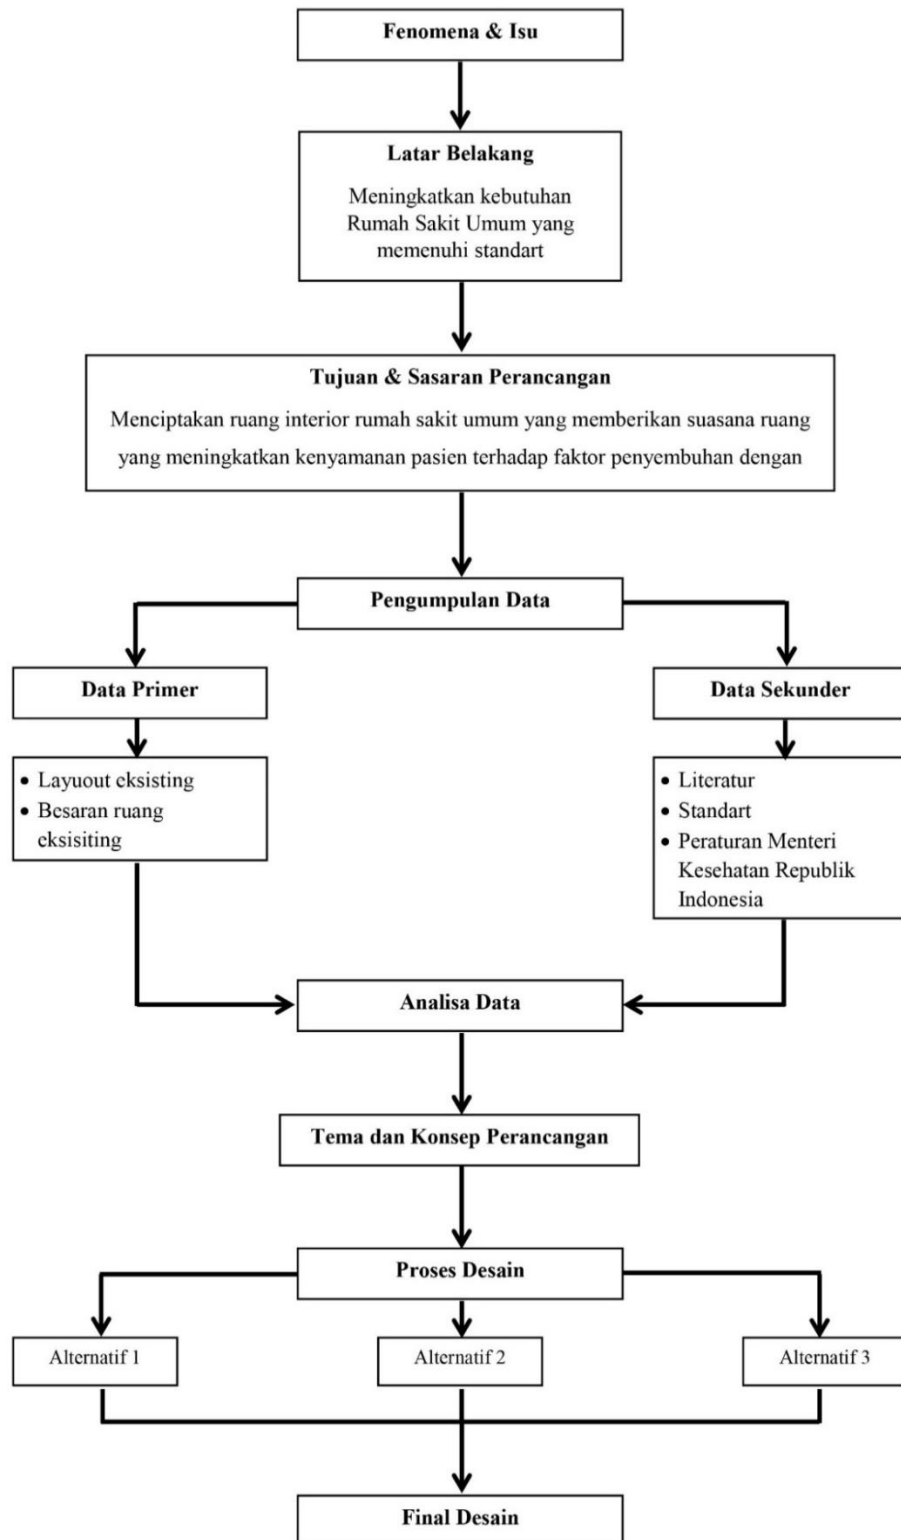 Fenomena & Isu
Latar Belakang
Meningkatkan kebutuhan
Rumah Sakit Umum yang
memenuhi standart
Tujuan & Sasaran Perancangan
Menciptakan ruang interior rumah sakit umum yang memberikan suasana ruang
yang meningkatkan kenyamanan pasien terhadap faktor penyembuhan dengan
Pengumpulan Data
Data Primer
Data Sekunder
• Layuout eksisting
• Besaran ruang
eksisiting
• Literatur
• Standart
• Peraturan Menteri
Kesehatan Republik
Indonesia
Analisa Data
Tema dan Konsep Perancangan
Proses Desain
Alternatif 1
Alternatif 2
Alternatif 3
Final Desain